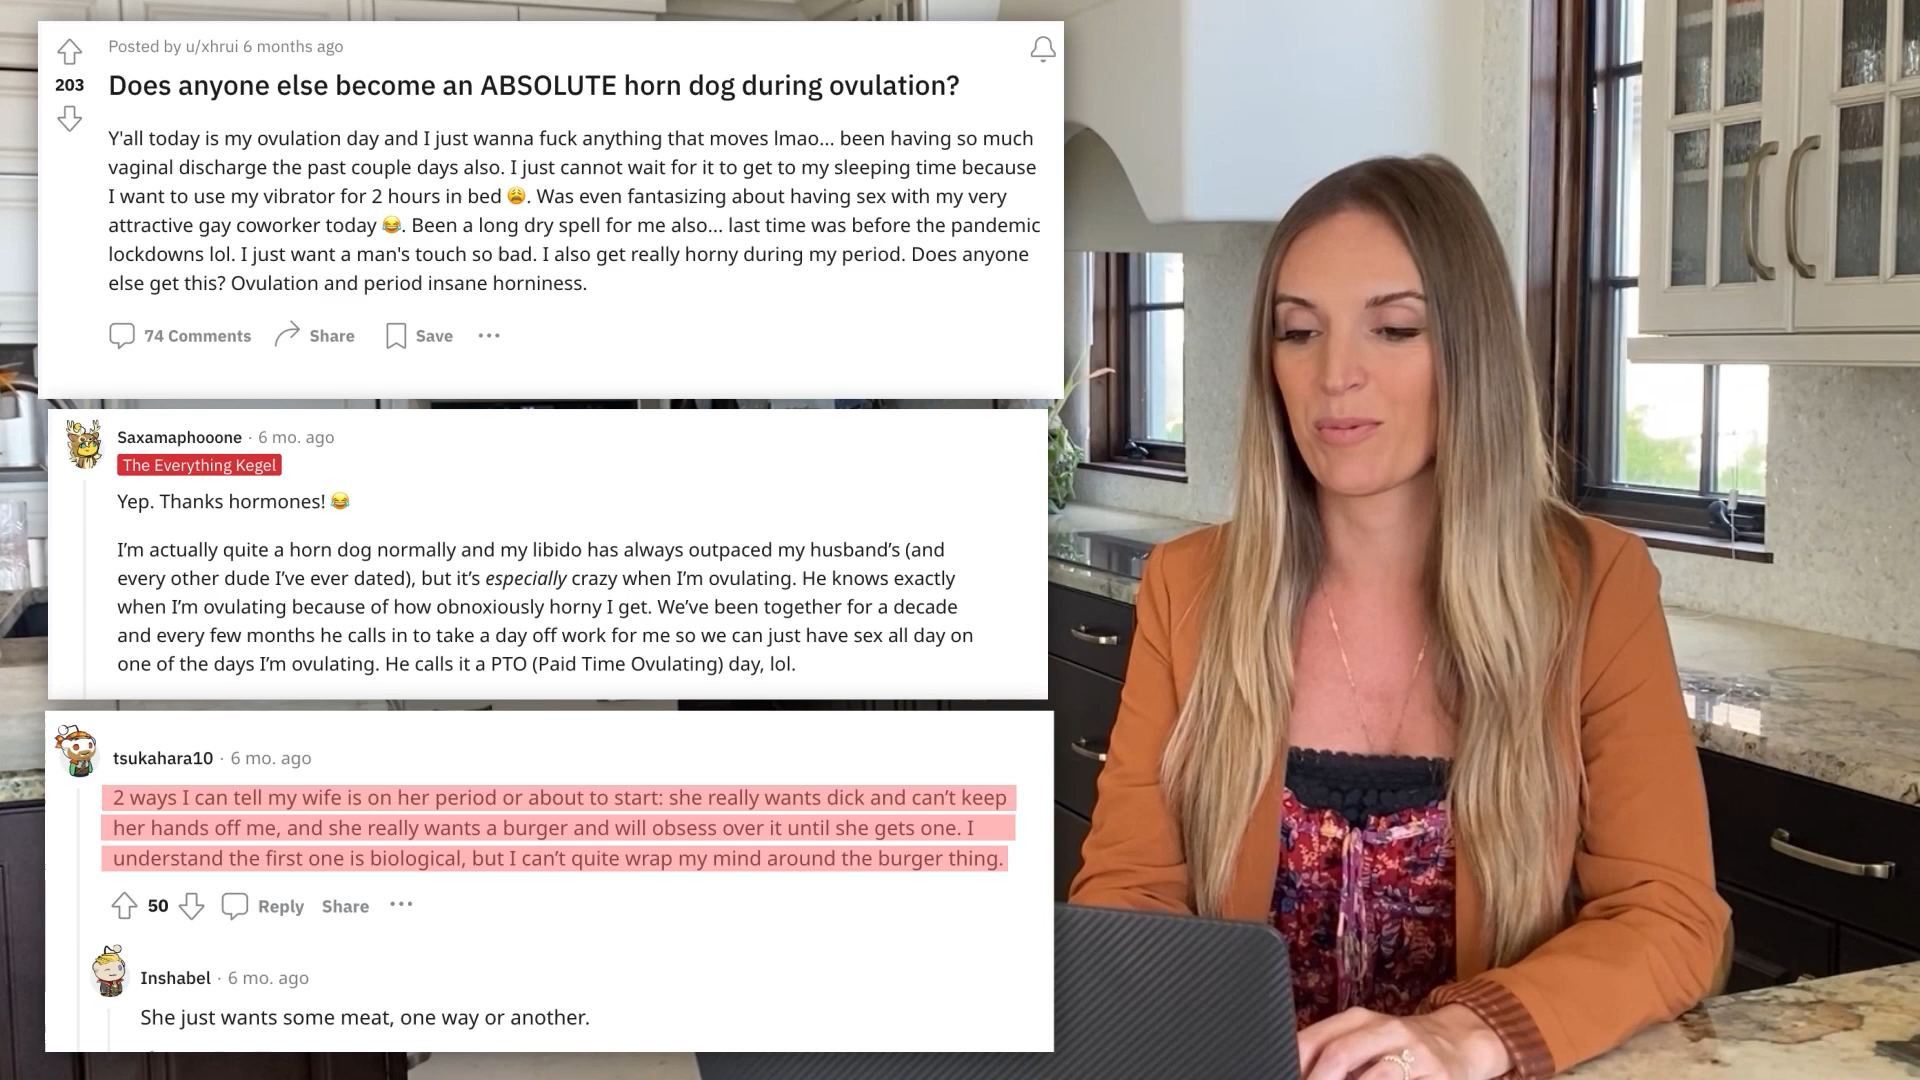 Posted by u/xhrui 6 months ago
203
Does anyone else become an ABSOLUTE horn dog during ovulation?
Y'all today is my ovulation day and I just wanna fuck anything that moves lmao... been having so much
vaginal discharge the past couple days also. I just cannot wait for it to get to my sleeping time because
I want to use my vibrator for 2 hours in bed 😩. Was even fantasizing about having sex with my very
attractive gay coworker today 😂. Been a long dry spell for me also... last time was before the pandemic
lockdowns lol. I just want a man's touch so bad. I also get really horny during my period. Does anyone
else get this? Ovulation and period insane horniness.
74 Comments Share Save ...
Saxamaphooone · 6 mo. ago
The Everything Kegel
Yep. Thanks hormones! 😂
I’m actually quite a horn dog normally and my libido has always outpaced my husband’s (and
every other dude I’ve ever dated), but it’s especially crazy when I’m ovulating. He knows exactly
when I’m ovulating because of how obnoxiously horny I get. We’ve been together for a decade
and every few months he calls in to take a day off work for me so we can just have sex all day on
one of the days I’m ovulating. He calls it a PTO (Paid Time Ovulating) day, lol.
tsukahara10 · 6 mo. ago
2 ways I can tell my wife is on her period or about to start: she really wants dick and can’t keep
her hands off me, and she really wants a burger and will obsess over it until she gets one. I
understand the first one is biological, but I can’t quite wrap my mind around the burger thing.
50 Reply Share ...
Inshabel · 6 mo. ago
She just wants some meat, one way or another.